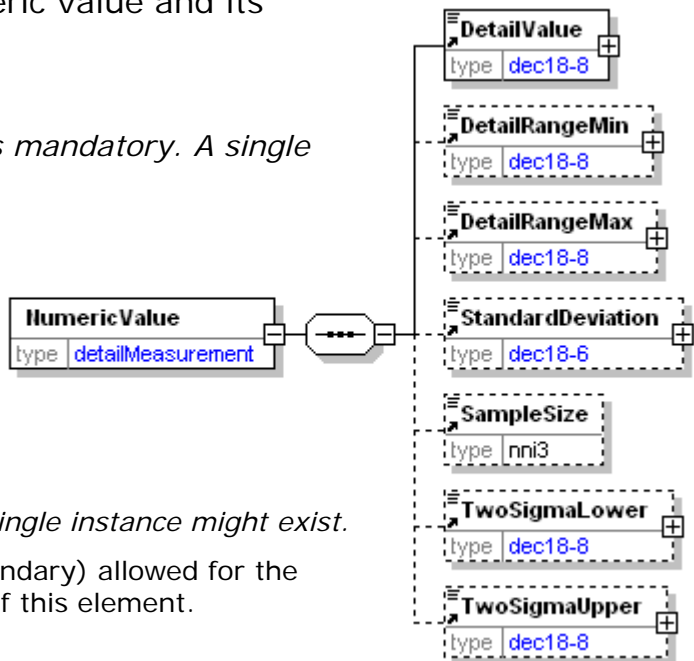 eric value and its
s mandatory. A single
ingle instance might exist.
ndary) allowed for the
f this element.
NumericValue
type detailMeasurement
DetailValue
type dec18-8
DetailRangeMin
type dec18-8
DetailRangeMax
type dec18-8
StandardDeviation
type dec18-6
SampleSize
type nni3
TwoSigmaLower
type dec18-8
TwoSigmaUpper
type dec18-8